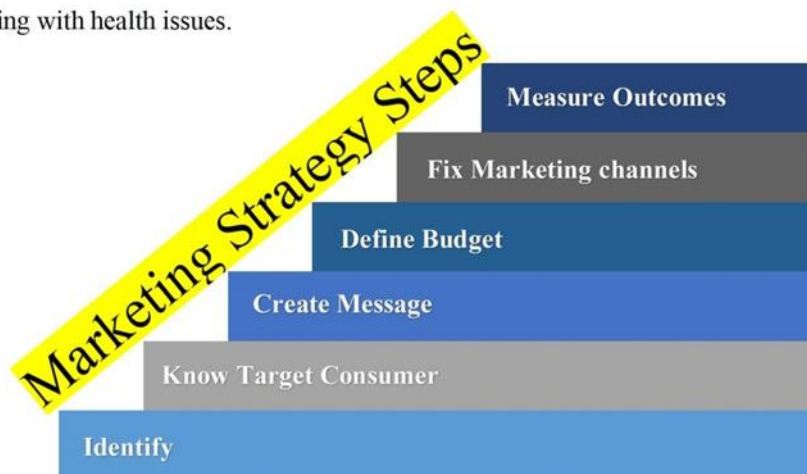 ing with health issues.
Marketing Strategy Steps
Measure Outcomes
Fix Marketing channels
Define Budget
Create Message
Know Target Consumer
Identify